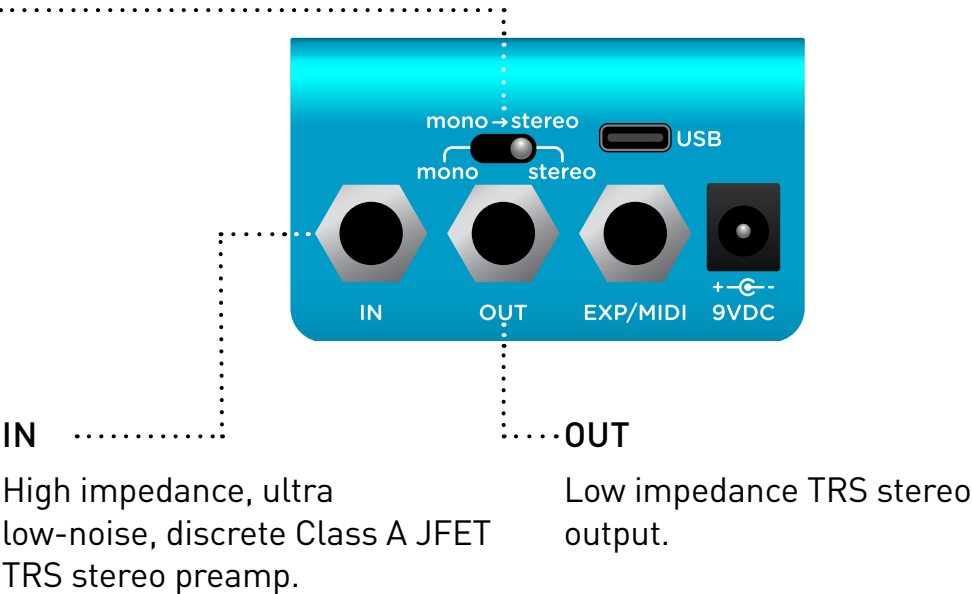 mono→stereo
USB
mono
stereo
+ -
IN
OUT
EXP/MIDI
9VDC
IN
High impedance, ultra
low-noise, discrete Class A JFET
TRS stereo preamp.
OUT
Low impedance TRS stereo
output.